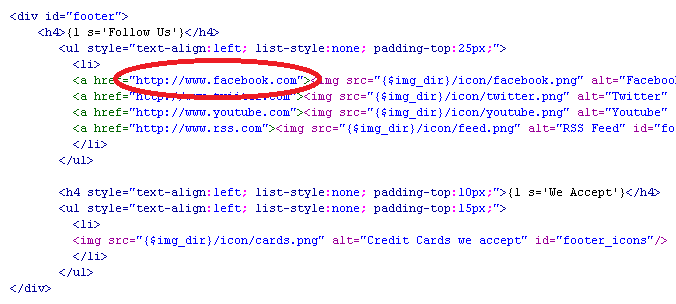 <div id="footer">
<h4>{l s='Follow Us'}</h4>
<ul style="text-align:left; list-style:none; padding-top:25px;">
<li>
<a href="http://www.facebook.com"><img src="{$img_dir}/icon/facebook.png" alt="Faceboo
<a href="http://www.twitter.com"><img src="{$img_dir}/icon/twitter.png" alt="Twitter"
<a href="http://www.youtube.com"><img src="{$img_dir}/icon/youtube.png" alt="Youtube"
<a href="http://www.rss.com"><img src="{$img_dir}/icon/feed.png" alt="RSS Feed" id="foo
</li>
</ul>
<h4 style="text-align:left; list-style:none; padding-top:10px;">{l s='We Accept'}</h4>
<ul style="text-align:left; list-style:none; padding-top:15px;">
<li>
<img src="{$img_dir}/icon/cards.png" alt="Credit Cards we accept" id="footer_icons"/>
</li>
</ul>
</div>